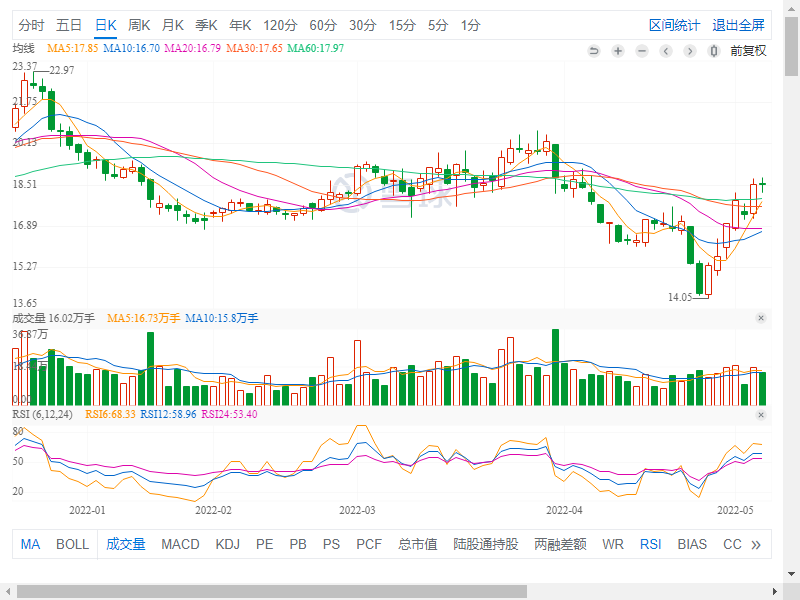 分时 五日 日K 周K 月K 季K 年K 120分 60分 30分 15分 5分 1分 区间统计 退出全屏
均线 MA5:17.85 MA10:16.70 MA20:16.79 MA30:17.65 MA60:17.97 前复权
23.37
22.97
21.75
20.13
18.51
16.89
15.27
14.05
13.65
成交量 16.02万手 MA5:16.73万手 MA10:15.8万手
36.87万
0.00
RSI (6,12,24) RSI6:68.33 RSI12:58.96 RSI24:53.40
80
50
20
2022-01 2022-02 2022-03 2022-04 2022-05
MA BOLL 成交量 MACD KDJ PE PB PS PCF 总市值 陆股通持股 两融差额 WR RSI BIAS CC »